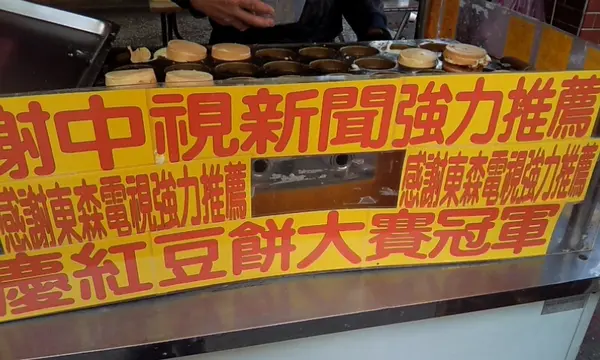 謝中視新聞強力推薦
感謝東森電視強力推薦
感謝東森電視強力推薦
慶紅豆餅大賽冠軍